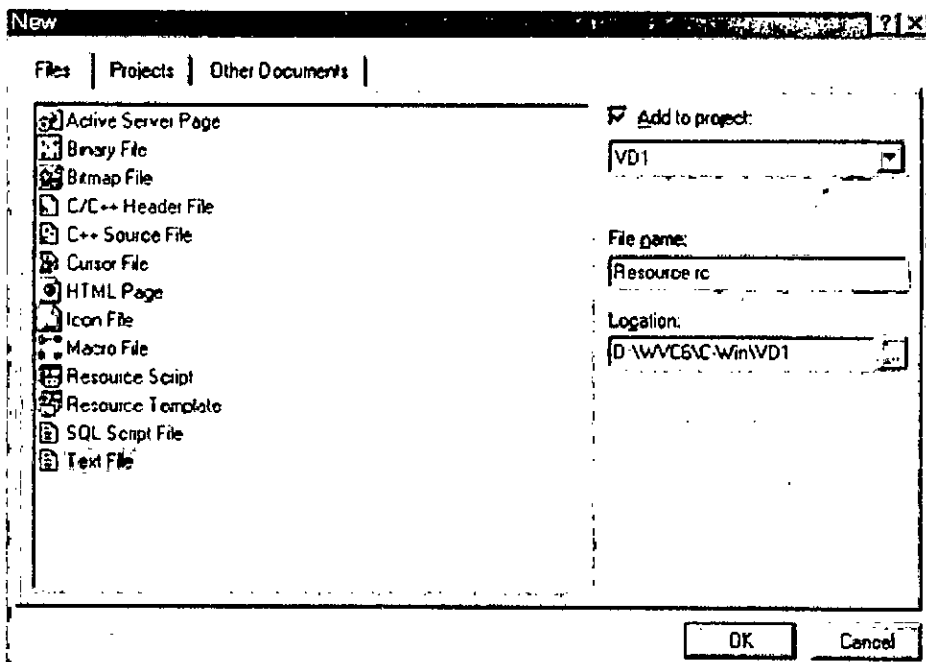 New
Files Projects Other Documents
Active Server Page
Binary File
Bitmap File
C/C++ Header File
C++ Source File
Cursor File
HTML Page
Icon File
Macro File
Resource Script
Resource Template
SQL Script File
Text File
Add to project:
VD1
File name:
Resource.rc
Location:
D:\WVC6\C-Win\VD1
...
OK Cancel